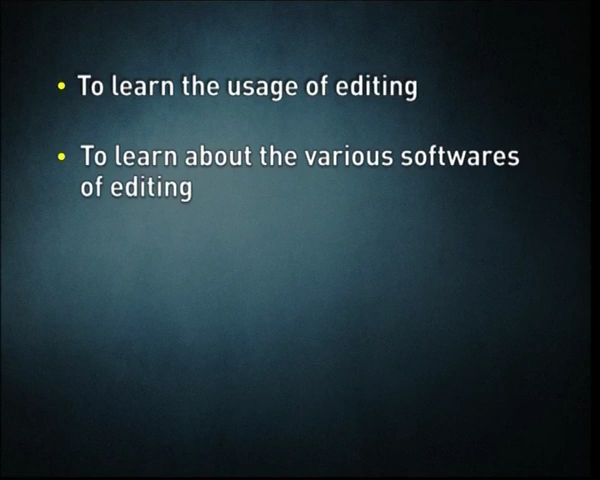 • To learn the usage of editing
• To learn about the various softwares
of editing